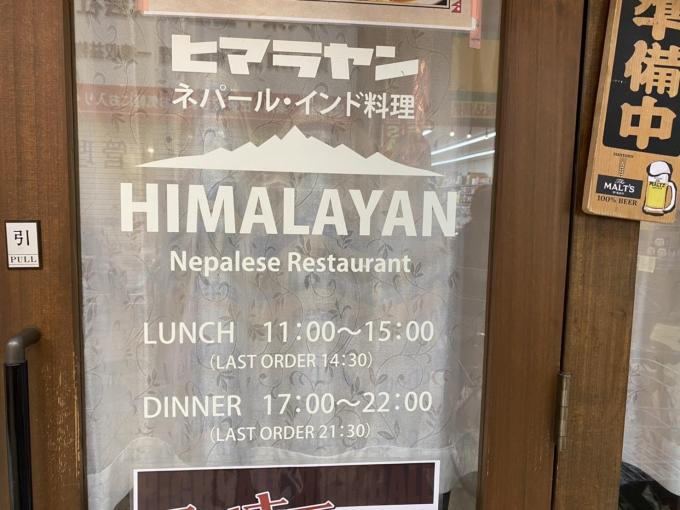 ヒマラヤン
ネパール・インド料理
HIMALAYAN
Nepalese Restaurant
LUNCH 11:00〜15:00
(LAST ORDER 14:30)
DINNER 17:00〜22:00
(LAST ORDER 21:30)
引
PULL
準備中
SUNTORY
The
MALT'S
100% BEER